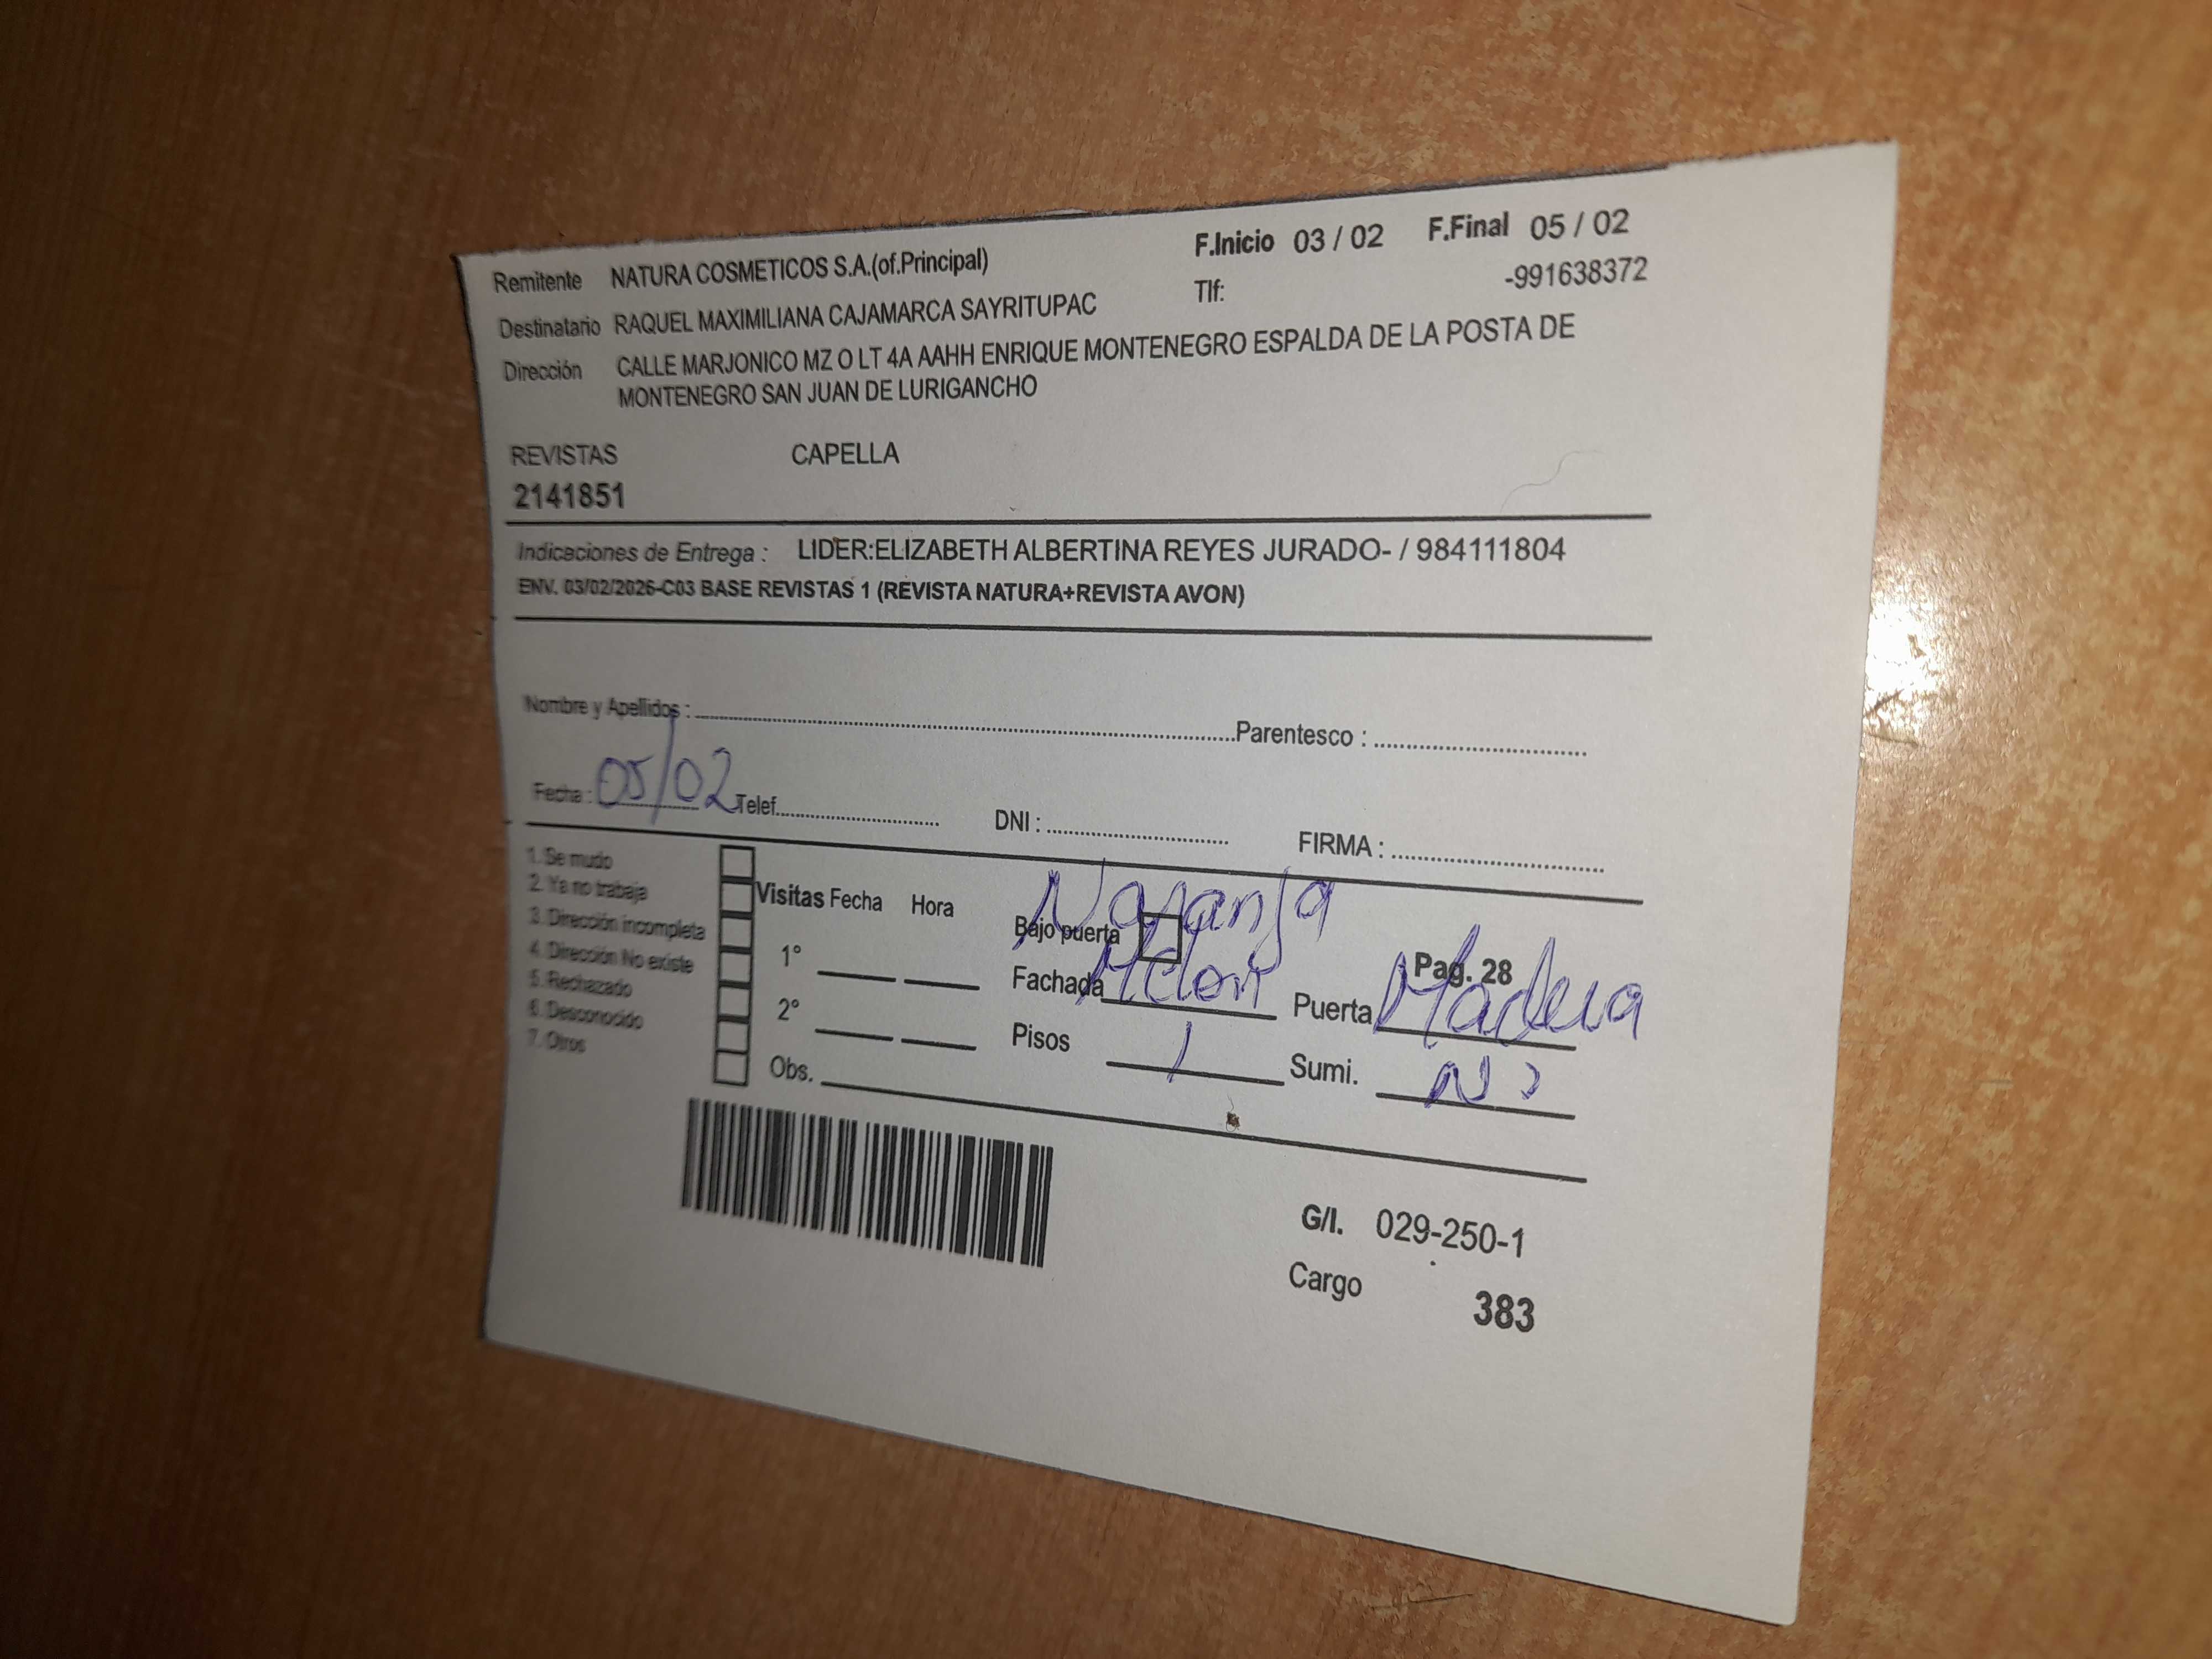 Remitente NATURA COSMETICOS S.A.(of.Principal) F.Inicio 03 / 02 F.Final 05 / 02
Destinatario RAQUEL MAXIMILIANA CAJAMARCA SAYRITUPAC Tlf: -991638372
Dirección CALLE MARJONICO MZ O LT 4A AAHH ENRIQUE MONTENEGRO ESPALDA DE LA POSTA DE
MONTENEGRO SAN JUAN DE LURIGANCHO
REVISTAS CAPELLA
2141851
Indicaciones de Entrega : LIDER:ELIZABETH ALBERTINA REYES JURADO- / 984111804
ENV. 03/02/2026-C03 BASE REVISTAS 1 (REVISTA NATURA+REVISTA AVON)
Nombre y Apellidos : Parentesco :
Fecha : 05/02 Telef. DNI : FIRMA :
1. Se mudo
2. Ya no trabaja
3. Dirección incompleta
4. Dirección No existe
5. Rechazado
6. Desconocido
7. Otros
Visitas Fecha Hora
1°
2°
Obs.
Naranja
Bajo puerta Pag. 28
Fachada Melon Puerta Madera
Pisos 1 Sumi. N
G/I. 029-250-1
Cargo 383